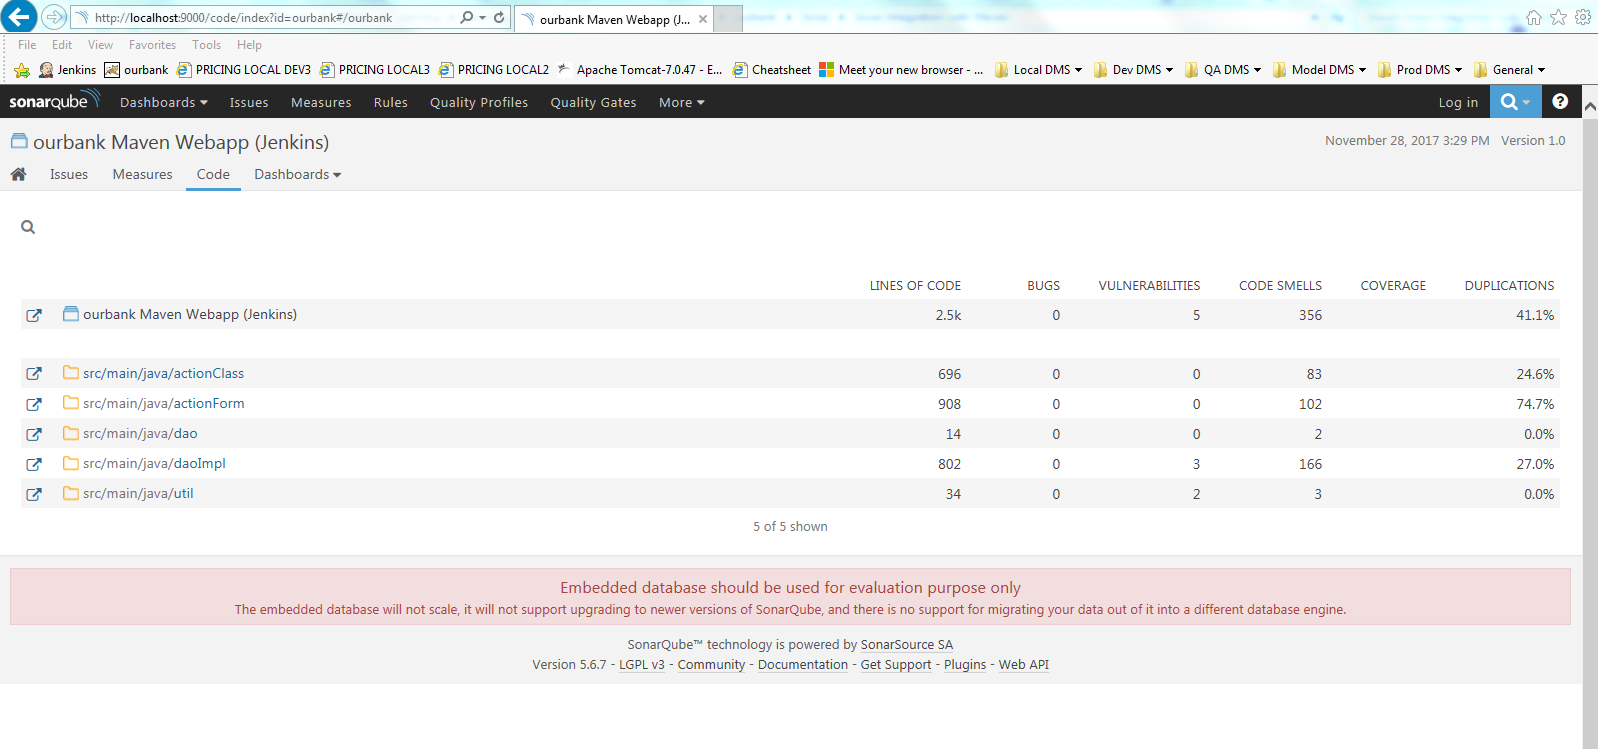 http://localhost:9000/code/index?id=ourbank#/ourbank
ourbank Maven Webapp (J...
File Edit View Favorites Tools Help
Jenkins ourbank PRICING LOCAL DEV3 PRICING LOCAL3 PRICING LOCAL2 Apache Tomcat-7.0.47 - E... Cheatsheet Meet your new browser - ... Local DMS Dev DMS QA DMS Model DMS Prod DMS General
sonarqube Dashboards Issues Measures Rules Quality Profiles Quality Gates More Log in
ourbank Maven Webapp (Jenkins) November 28, 2017 3:29 PM Version 1.0
Issues Measures Code Dashboards
LINES OF CODE BUGS VULNERABILITIES CODE SMELLS COVERAGE DUPLICATIONS
ourbank Maven Webapp (Jenkins) 2.5k 0 5 356 41.1%
src/main/java/actionClass 696 0 0 83 24.6%
src/main/java/actionForm 908 0 0 102 74.7%
src/main/java/dao 14 0 0 2 0.0%
src/main/java/daoImpl 802 0 3 166 27.0%
src/main/java/util 34 0 2 3 0.0%
5 of 5 shown
Embedded database should be used for evaluation purpose only
The embedded database will not scale, it will not support upgrading to newer versions of SonarQube, and there is no support for migrating your data out of it into a different database engine.
SonarQube™ technology is powered by SonarSource SA
Version 5.6.7 - LGPL v3 - Community - Documentation - Get Support - Plugins - Web API